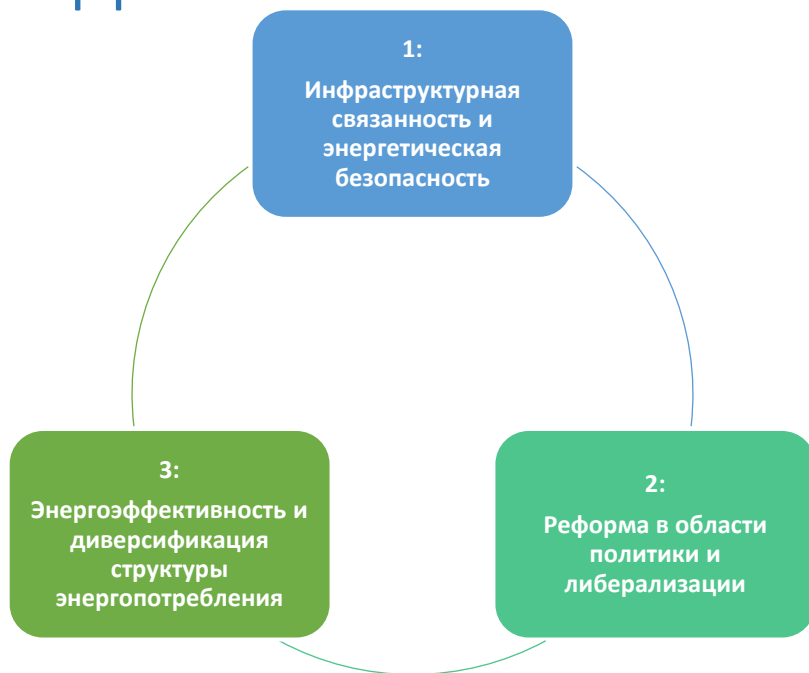 1:
Инфраструктурная
связанность и
энергетическая
безопасность
3:
Энергоэффективность и
диверсификация
структуры
энергопотребления
2:
Реформа в области
политики и
либерализации